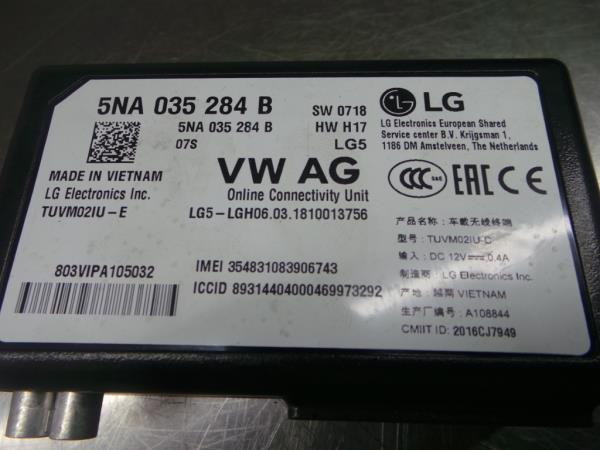 5NA 035 284 B
5NA 035 284 B
07S
SW 0718
HW H17
LG5
LG
LG Electronics European Shared
Service center B.V. Krijgsman 1,
1186 DM Amstelveen, The Netherlands
MADE IN VIETNAM
LG Electronics Inc.
TUVM02IU-E
VW AG
Online Connectivity Unit
LG5-LGH06.03.1810013756
CCC S&E EAC CE
803VIPA105032
IMEI 354831083906743
ICCID 89314404000469973292
产品名称：车载无线终端
型号：TUVM02IU-C
输入：DC 12V⎓0.4A
制造商：LG Electronics Inc.
产地：越南 VIETNAM
生产厂编号：A108844
CMIIT ID: 2016CJ7949